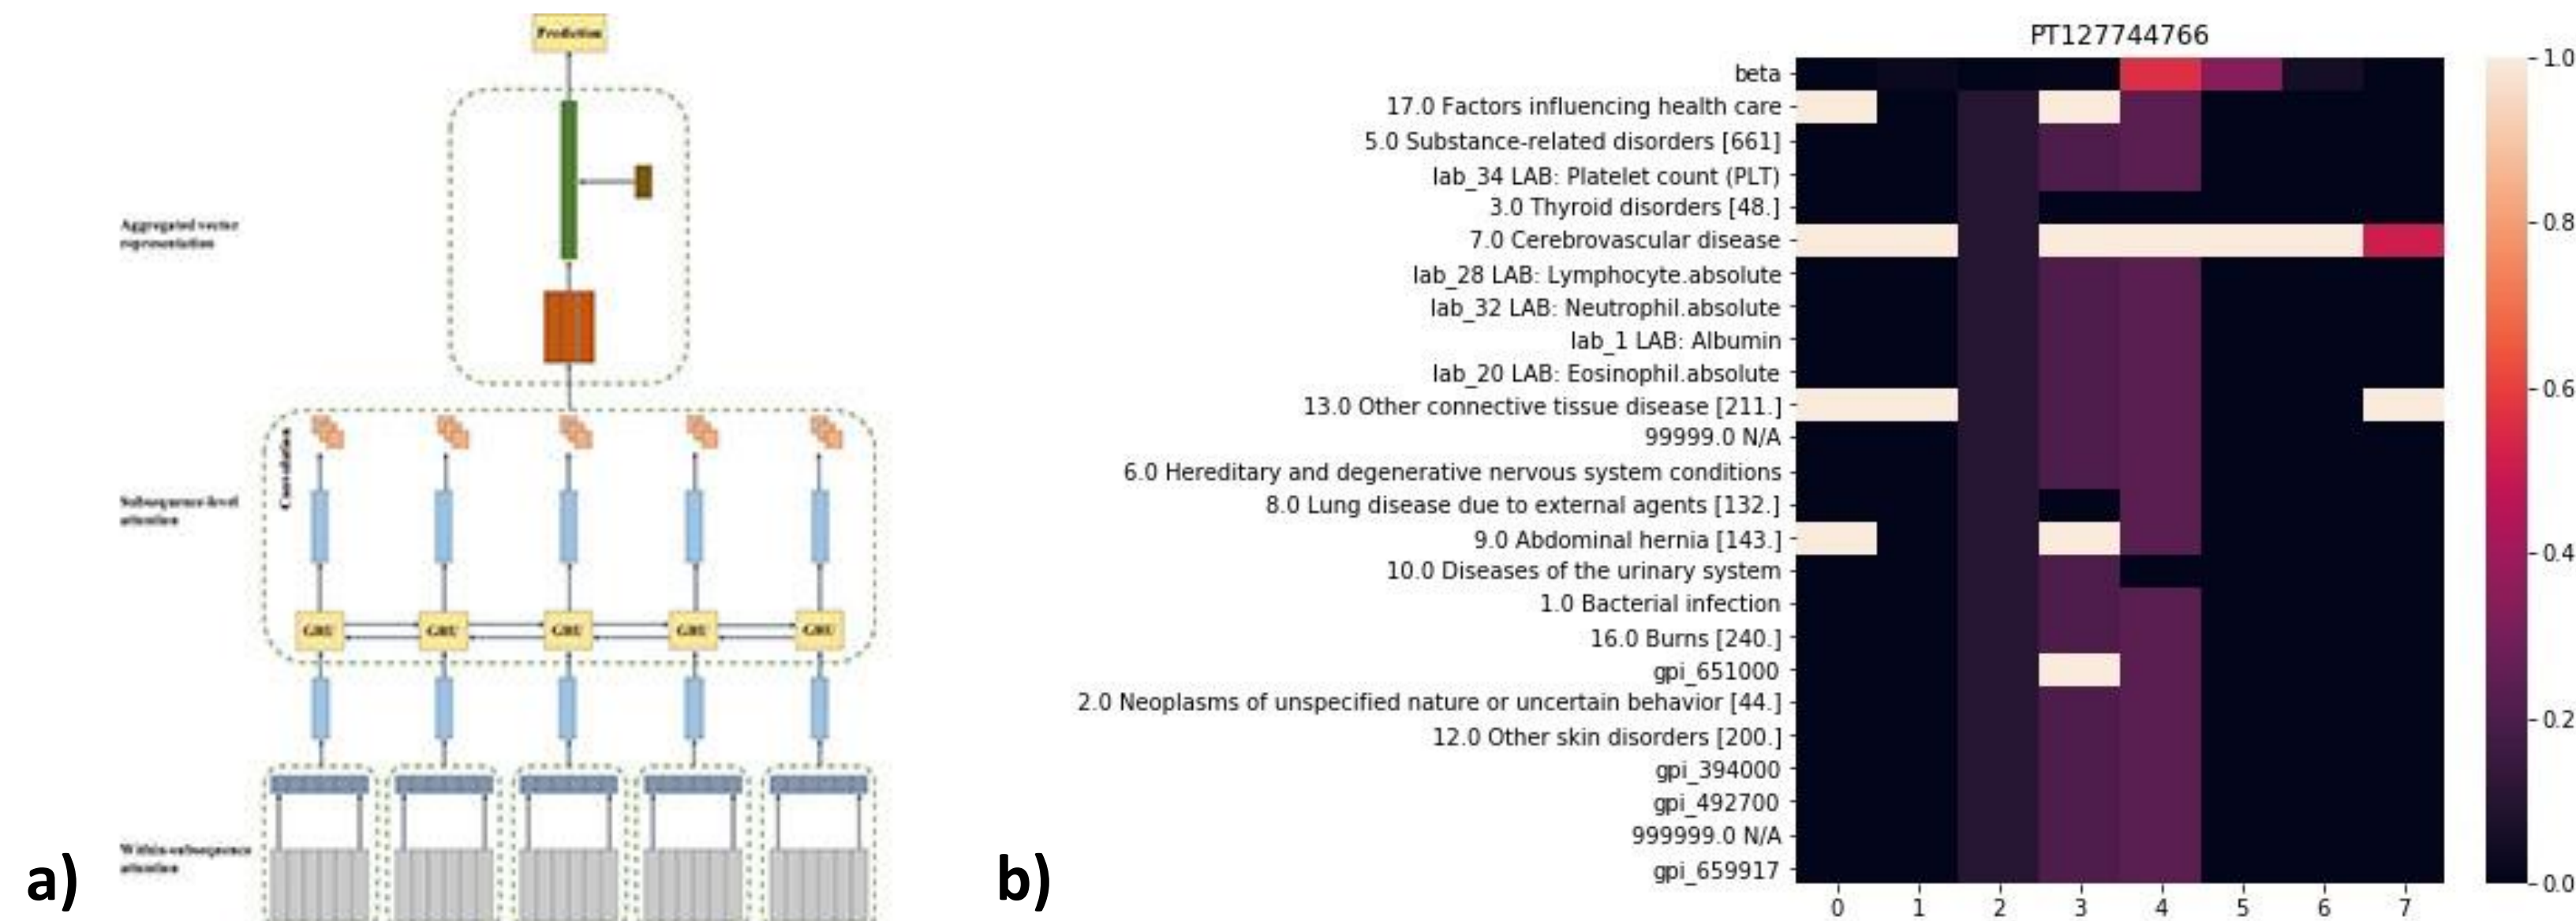 Prediction
Aggregated vector
representation
Convolution
Subsequence-level
attention
GRU GRU GRU GRU GRU
Within-subsequence
attention
a)
b)
PT127744766
beta
17.0 Factors influencing health care
5.0 Substance-related disorders [661]
lab_34 LAB: Platelet count (PLT)
3.0 Thyroid disorders [48.]
7.0 Cerebrovascular disease
lab_28 LAB: Lymphocyte.absolute
lab_32 LAB: Neutrophil.absolute
lab_1 LAB: Albumin
lab_20 LAB: Eosinophil.absolute
13.0 Other connective tissue disease [211.]
99999.0 N/A
6.0 Hereditary and degenerative nervous system conditions
8.0 Lung disease due to external agents [132.]
9.0 Abdominal hernia [143.]
10.0 Diseases of the urinary system
1.0 Bacterial infection
16.0 Burns [240.]
gpi_651000
2.0 Neoplasms of unspecified nature or uncertain behavior [44.]
12.0 Other skin disorders [200.]
gpi_394000
gpi_492700
999999.0 N/A
gpi_659917
0 1 2 3 4 5 6 7
1.0
0.8
0.6
0.4
0.2
0.0